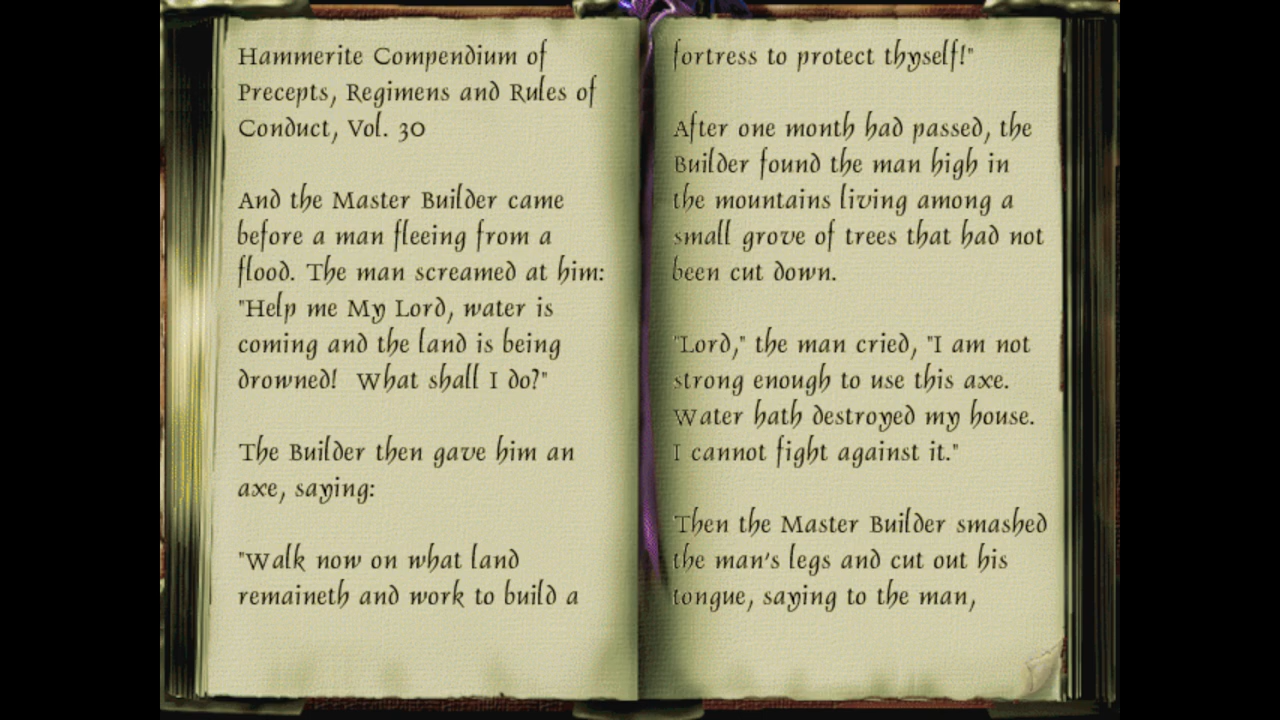 Hammerite Compendium of
Precepts, Regimens and Rules of
Conduct, Vol. 30
And the Master Builder came
before a man fleeing from a
flood. The man screamed at him:
"Help me My Lord, water is
coming and the land is being
drowned!  What shall I do?"
The Builder then gave him an
axe, saying:
"Walk now on what land
remaineth and work to build a
fortress to protect thyself!"
After one month had passed, the
Builder found the man high in
the mountains living among a
small grove of trees that had not
been cut down.
"Lord," the man cried, "I am not
strong enough to use this axe.
Water hath destroyed my house.
I cannot fight against it."
Then the Master Builder smashed
the man's legs and cut out his
tongue, saying to the man,